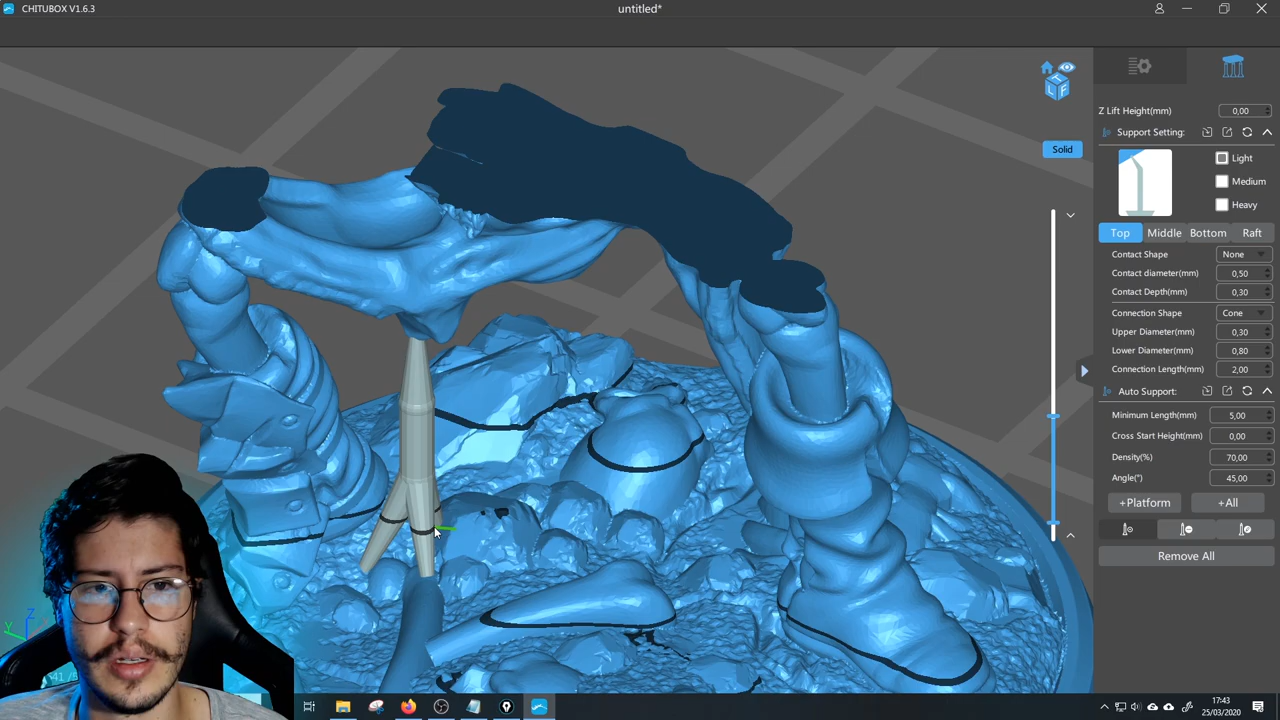 CHITUBOX V1.6.3
untitled*
Z Lift Height(mm) 0,00
Support Setting:
Light
Medium
Heavy
Top Middle Bottom Raft
Contact Shape None
Contact diameter(mm) 0,50
Contact Depth(mm) 0,30
Connection Shape Cone
Upper Diameter(mm) 0,30
Lower Diameter(mm) 0,80
Connection Length(mm) 2,00
Auto Support:
Minimum Length(mm) 5,00
Cross Start Height(mm) 0,00
Density(%) 70,00
Angle(°) 45,00
+Platform +All
Remove All
Solid
T
L F
Z
Y
17:43
25/03/2020